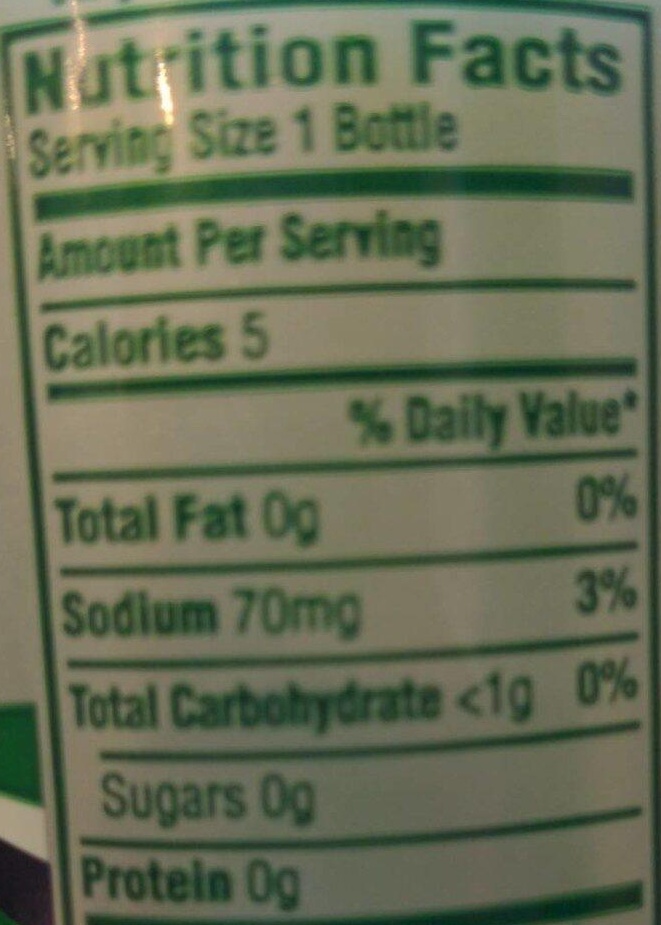 Nutrition Facts
Serving Size 1 Bottle
Amount Per Serving
Calories 5
% Daily Value*
Total Fat 0g 0%
Sodium 70mg 3%
Total Carbohydrate <1g 0%
Sugars 0g
Protein 0g